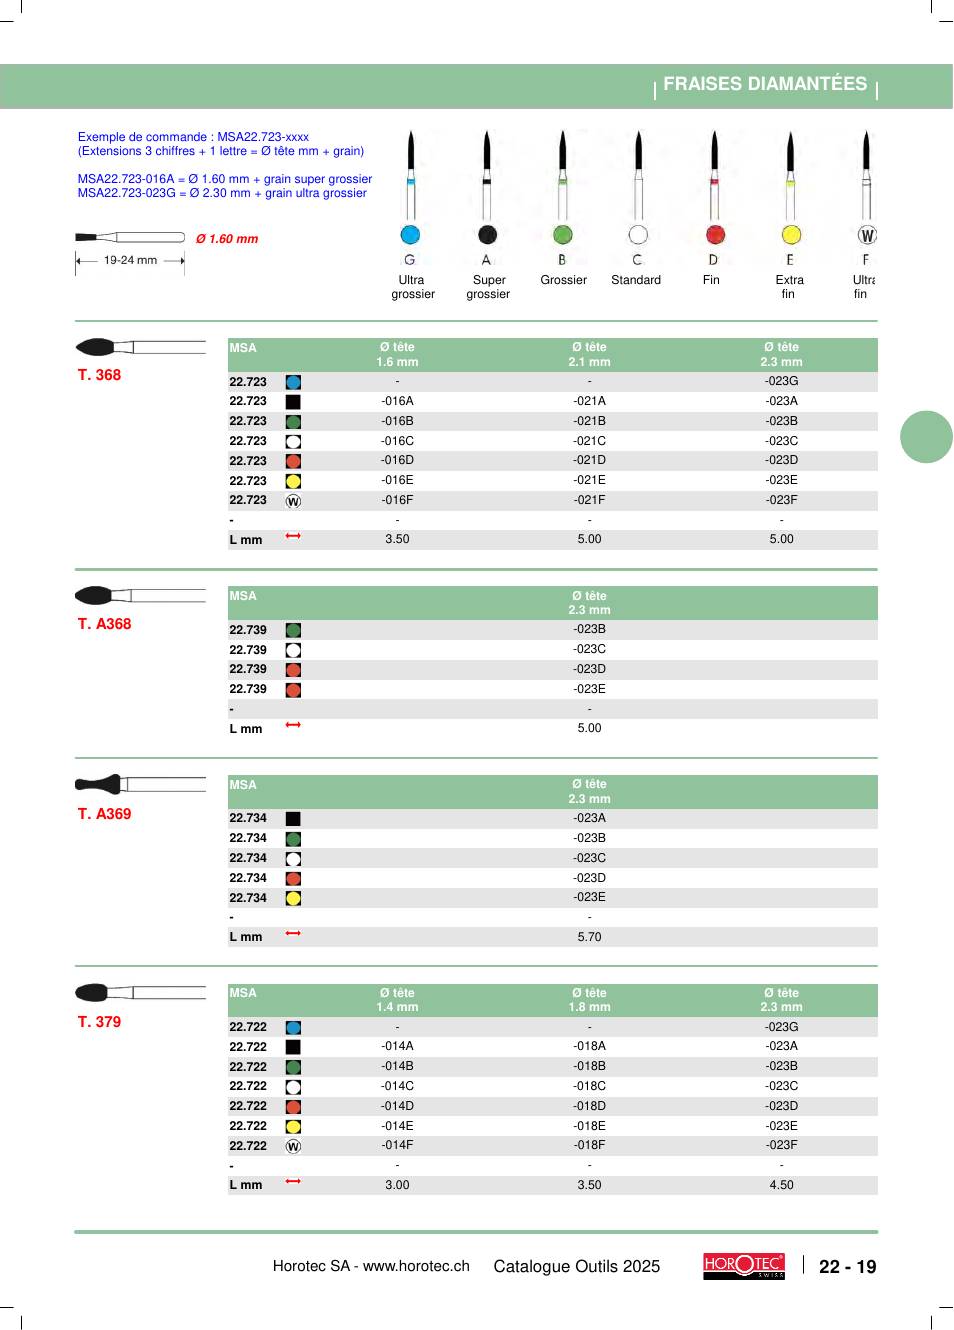 FRAISES DIAMANTÉES
Exemple de commande : MSA22.723-xxxx
(Extensions 3 chiffres + 1 lettre = Ø tête mm + grain)
MSA22.723-016A = Ø 1.60 mm + grain super grossier
MSA22.723-023G = Ø 2.30 mm + grain ultra grossier
Ø 1.60 mm
19-24 mm
W
G A B C D E F
Ultra grossier Super grossier Grossier Standard Fin Extra fin Ultra fin
T. 368
MSA Ø tête 1.6 mm Ø tête 2.1 mm Ø tête 2.3 mm
22.723 - - -023G
22.723 -016A -021A -023A
22.723 -016B -021B -023B
22.723 -016C -021C -023C
22.723 -016D -021D -023D
22.723 -016E -021E -023E
22.723 W -016F -021F -023F
- - - -
L mm 3.50 5.00 5.00
T. A368
MSA Ø tête 2.3 mm
22.739 -023B
22.739 -023C
22.739 -023D
22.739 -023E
- -
L mm 5.00
T. A369
MSA Ø tête 2.3 mm
22.734 -023A
22.734 -023B
22.734 -023C
22.734 -023D
22.734 -023E
- -
L mm 5.70
T. 379
MSA Ø tête 1.4 mm Ø tête 1.8 mm Ø tête 2.3 mm
22.722 - - -023G
22.722 -014A -018A -023A
22.722 -014B -018B -023B
22.722 -014C -018C -023C
22.722 -014D -018D -023D
22.722 -014E -018E -023E
22.722 W -014F -018F -023F
- - - -
L mm 3.00 3.50 4.50
Horotec SA - www.horotec.ch Catalogue Outils 2025 HOROTEC® SWISS 22 - 19